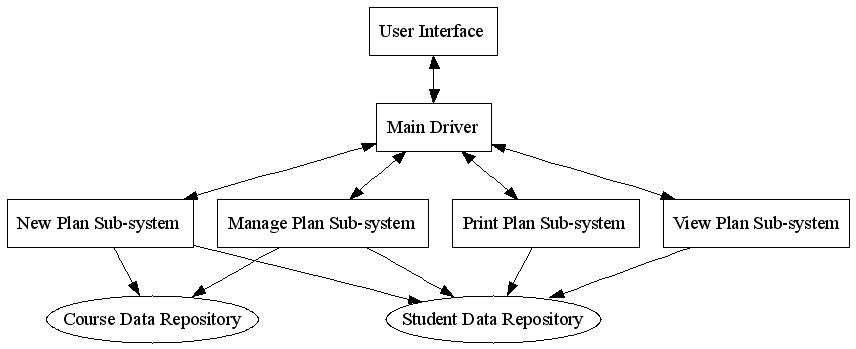 User Interface
Main Driver
New Plan Sub-system
Manage Plan Sub-system
Print Plan Sub-system
View Plan Sub-system
Course Data Repository
Student Data Repository